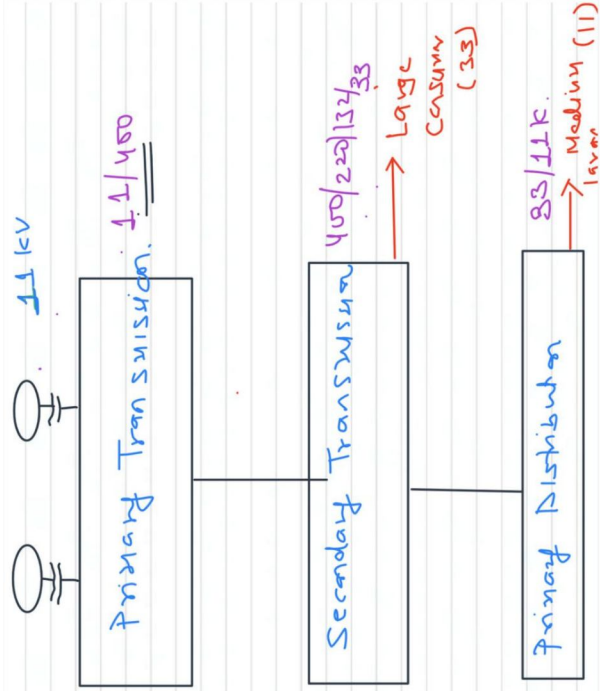 11 kv
Primary Transmission.
11/400
Secondary Transmission
400/220/132/33
Large
Consumer
(33)
Primary Distribution
33/11k.
Medium (11)